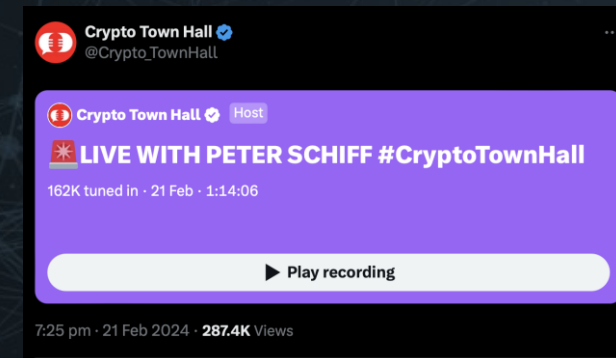 Crypto Town Hall
@Crypto_TownHall
Crypto Town Hall Host
🚨LIVE WITH PETER SCHIFF #CryptoTownHall
162K tuned in · 21 Feb · 1:14:06
Play recording
7:25 pm · 21 Feb 2024 · 287.4K Views